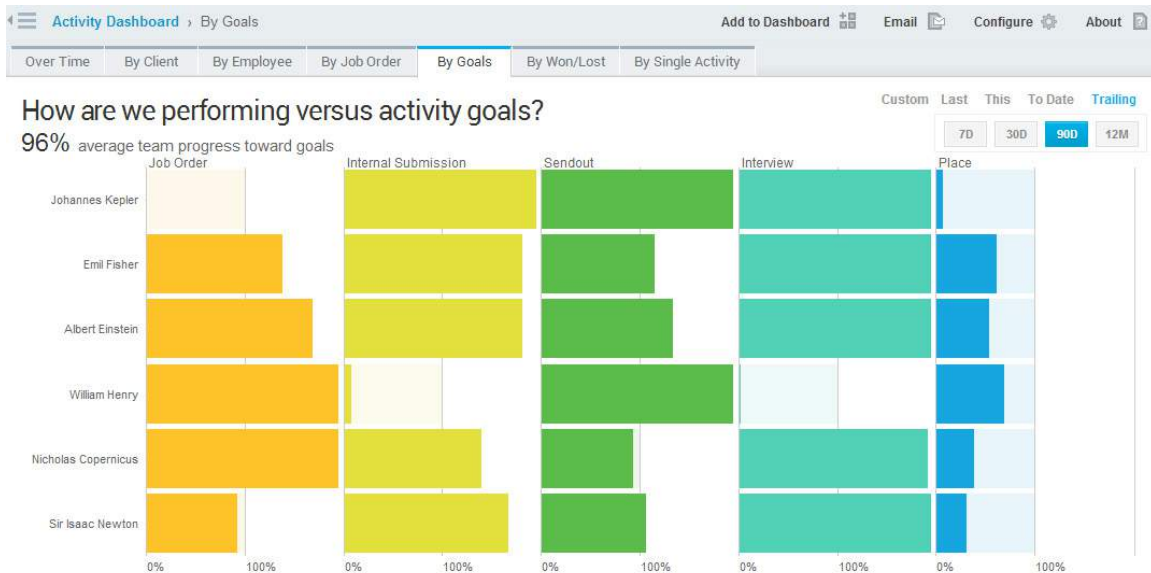 Activity Dashboard › By Goals Add to Dashboard Email Configure About
Over Time By Client By Employee By Job Order By Goals By Won/Lost By Single Activity
How are we performing versus activity goals?
Custom Last This To Date Trailing
7D 30D 90D 12M
96% average team progress toward goals
Job Order Internal Submission Sendout Interview Place
Johannes Kepler
Emil Fisher
Albert Einstein
William Henry
Nicholas Copernicus
Sir Isaac Newton
0% 100% 0% 100% 0% 100% 0% 100% 0% 100%